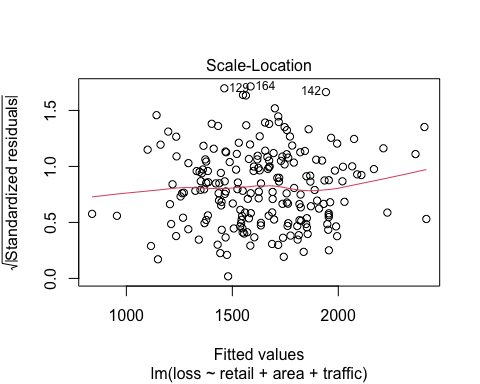 Scale-Location
√|Standardized residuals|
0.0 0.5 1.0 1.5
129 164 142
1000 1500 2000
Fitted values
lm(loss ~ retail + area + traffic)